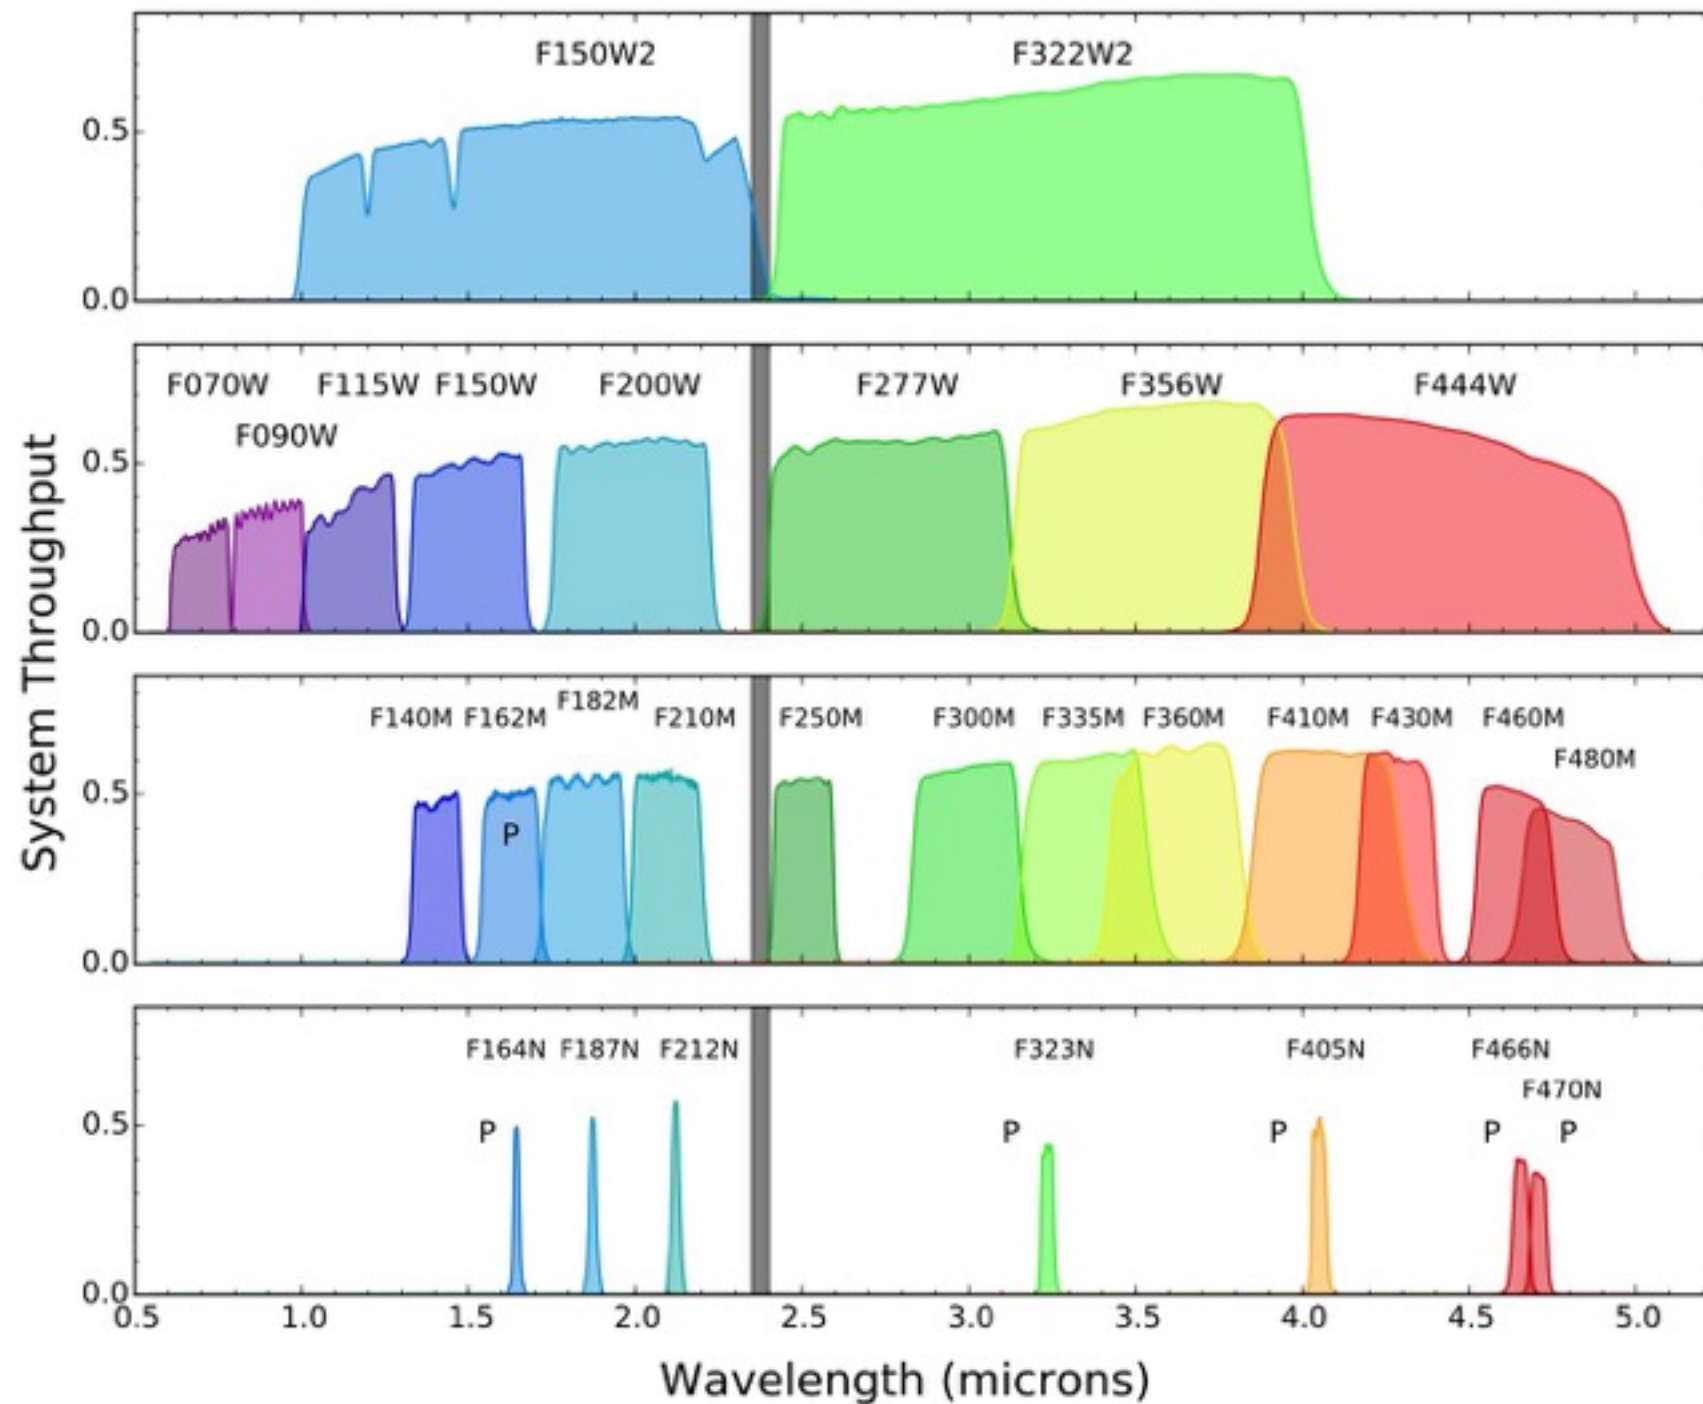 F150W2 F322W2
0.5
0.0
F070W F115W F150W F200W F277W F356W F444W
F090W
0.5
0.0
F182M
F140M F162M F210M F250M F300M F335M F360M F410M F430M F460M
F480M
0.5
P
0.0
F164N F187N F212N F323N F405N F466N
F470N
0.5
P P P P P
0.0
0.5 1.0 1.5 2.0 2.5 3.0 3.5 4.0 4.5 5.0
System Throughput
Wavelength (microns)